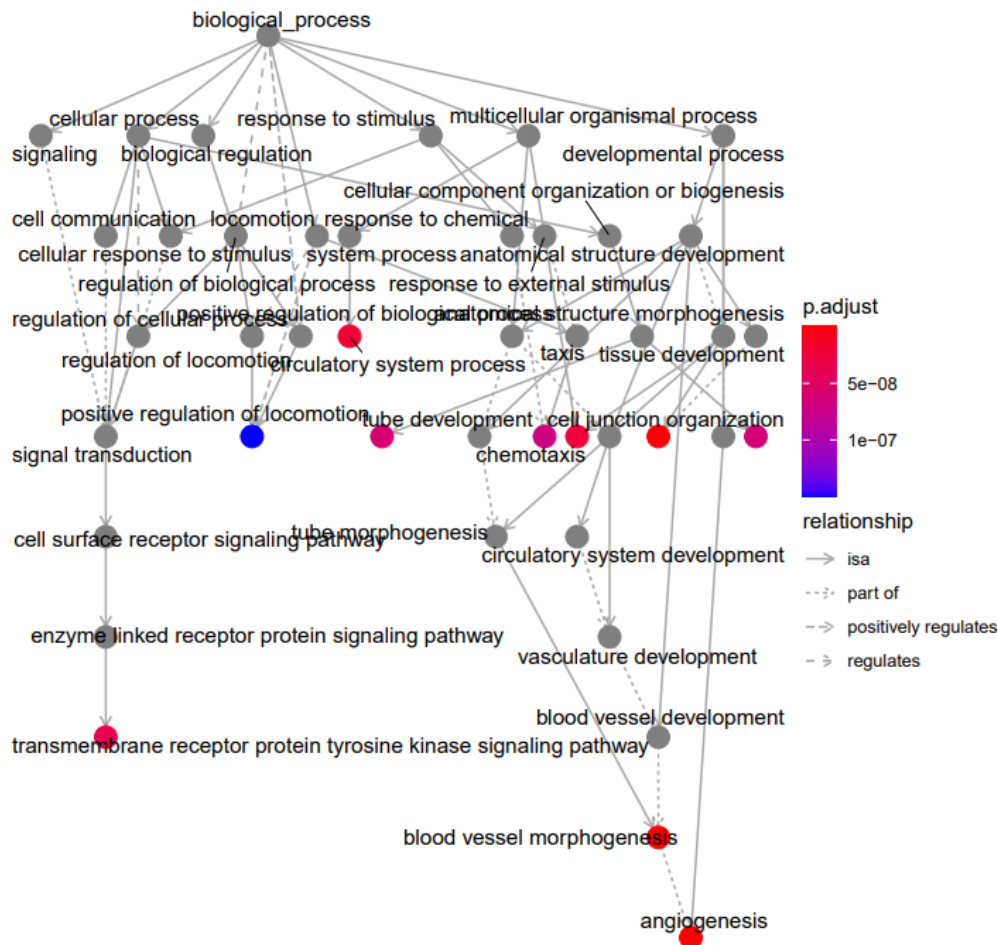 biological_process
cellular process
response to stimulus
multicellular organismal process
signaling
biological regulation
developmental process
cellular component organization or biogenesis
cell communication
locomotion
response to chemical
cellular response to stimulus
system process
anatomical structure development
regulation of biological process
response to external stimulus
p.adjust
regulation of cellular process
positive regulation of biological process
anatomical structure morphogenesis
regulation of locomotion
circulatory system process
taxis
tissue development
5e−08
positive regulation of locomotion
tube development
cell junction organization
1e−07
signal transduction
chemotaxis
relationship
tube morphogenesis
cell surface receptor signaling pathway
circulatory system development
isa
part of
enzyme linked receptor protein signaling pathway
positively regulates
vasculature development
regulates
blood vessel development
transmembrane receptor protein tyrosine kinase signaling pathway
blood vessel morphogenesis
angiogenesis